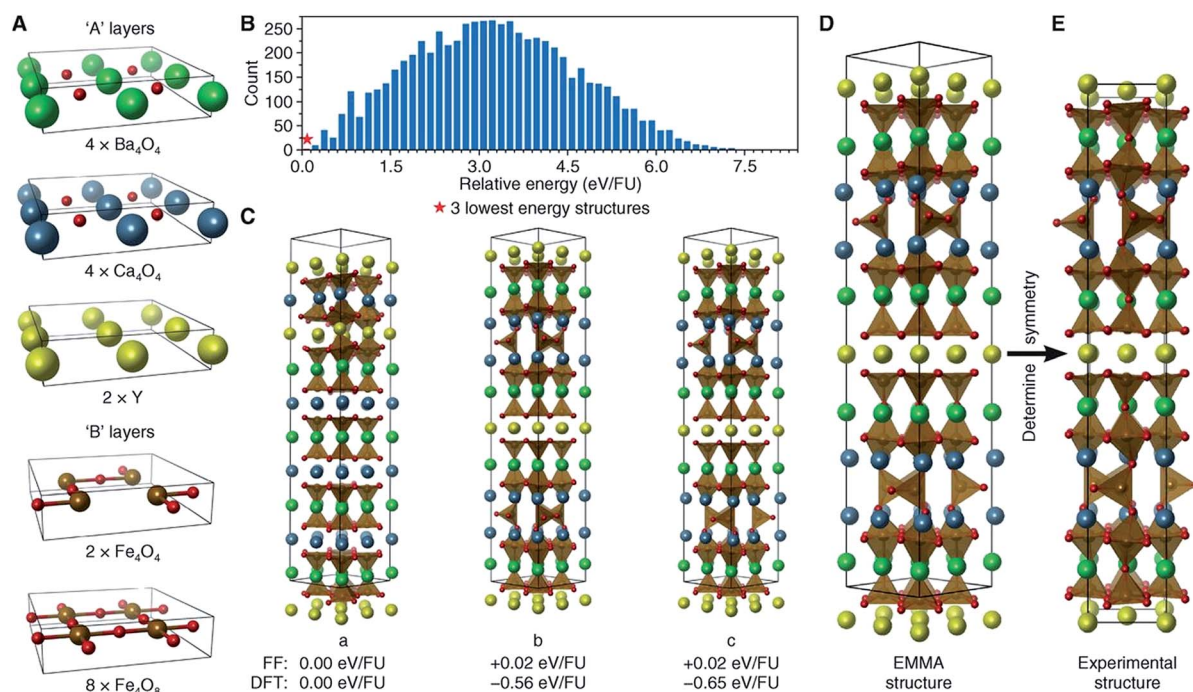 A
'A' layers
4 × Ba₄O₄
4 × Ca₄O₄
2 × Y
'B' layers
2 × Fe₄O₄
8 × Fe₄O₈
B
Count
250
200
150
100
50
0
0.0 1.5 3.0 4.5 6.0 7.5
Relative energy (eV/FU)
★ 3 lowest energy structures
C
a b c
FF: 0.00 eV/FU +0.02 eV/FU +0.02 eV/FU
DFT: 0.00 eV/FU −0.56 eV/FU −0.65 eV/FU
D
EMMA
structure
Determine symmetry
E
Experimental
structure